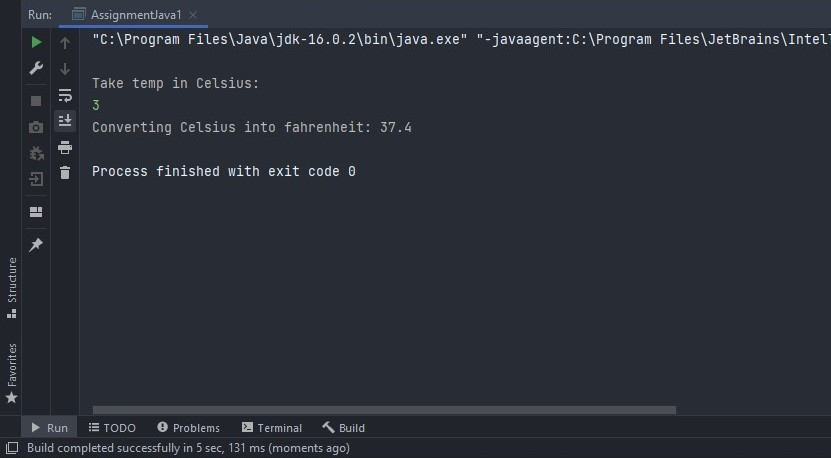 Run: AssignmentJava1
"C:\Program Files\Java\jdk-16.0.2\bin\java.exe" "-javaagent:C:\Program Files\JetBrains\Intell
Take temp in Celsius:
3
Converting Celsius into fahrenheit: 37.4
Process finished with exit code 0
Structure
Favorites
Run TODO Problems Terminal Build
Build completed successfully in 5 sec, 131 ms (moments ago)